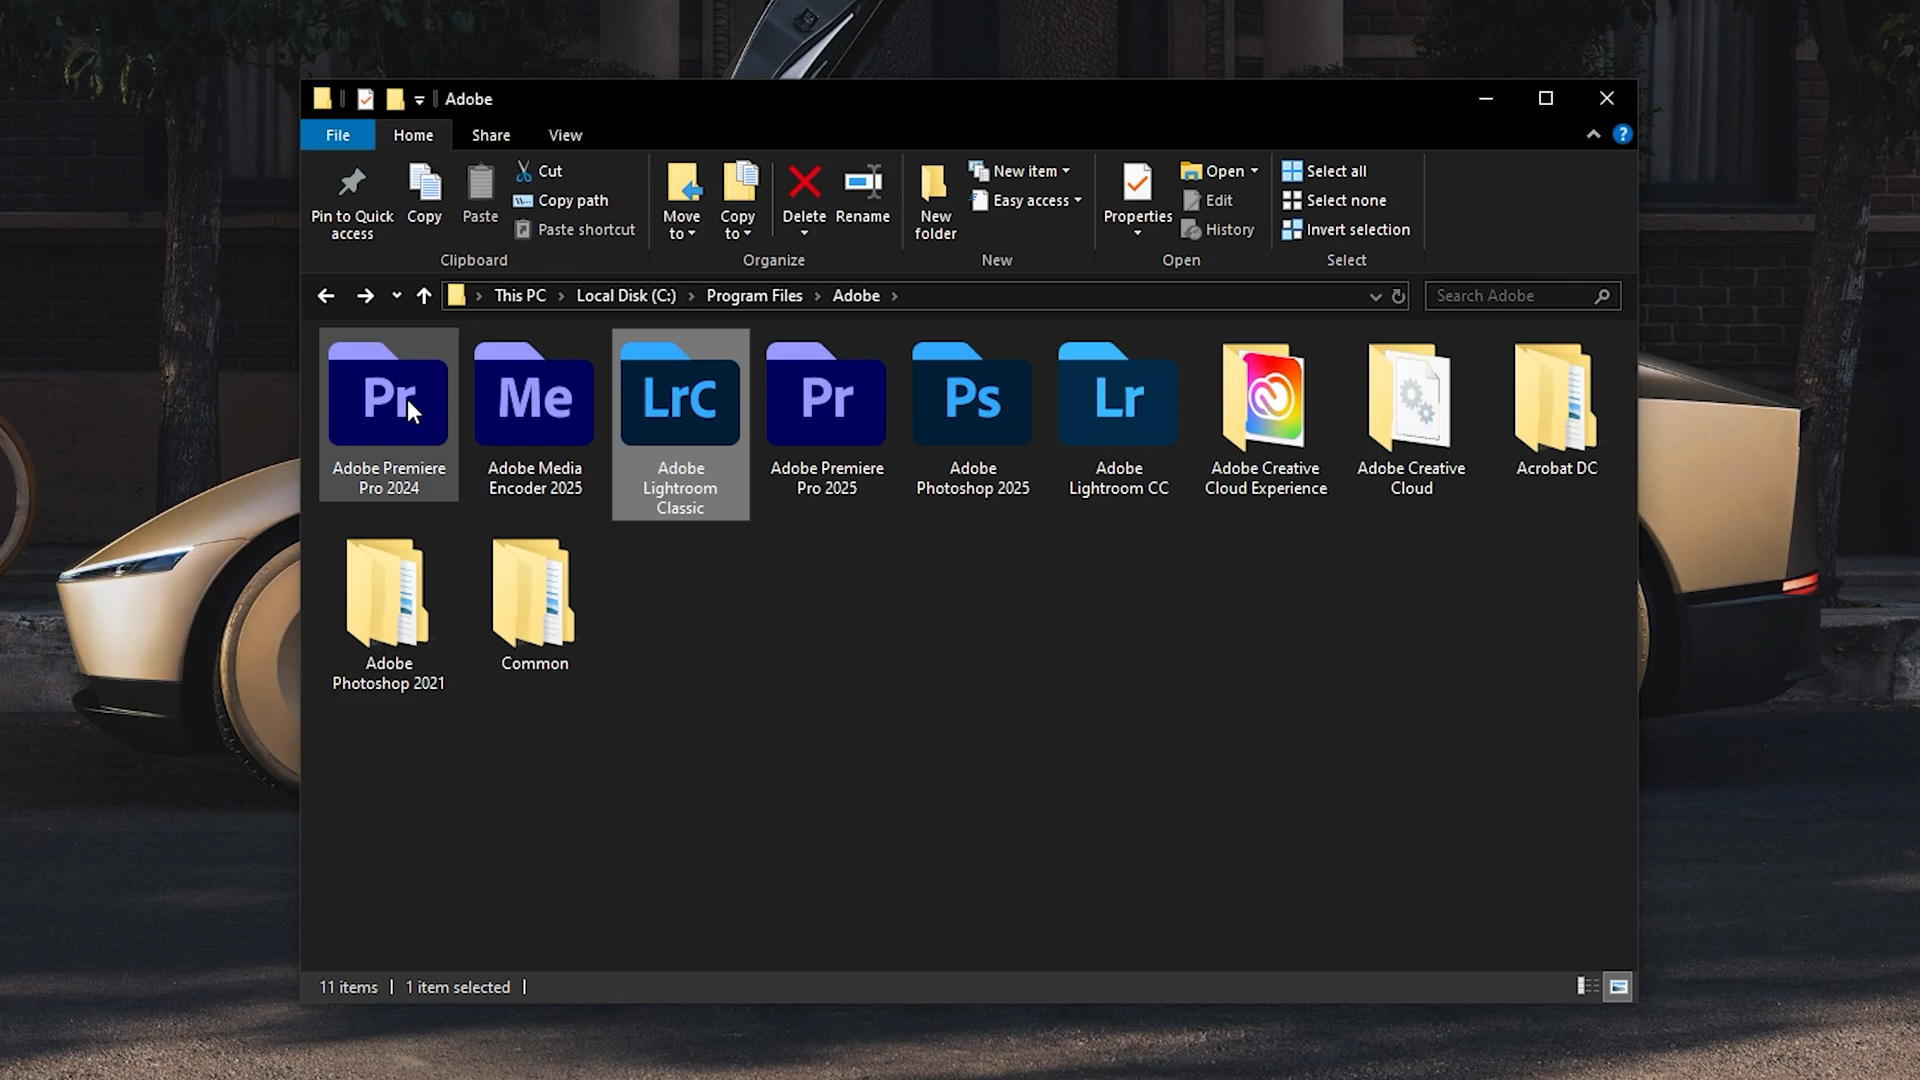 Adobe
File Home Share View
?
Pin to Quick access
Copy
Paste
Cut
Copy path
Paste shortcut
Clipboard
Move to
Copy to
Delete
Rename
Organize
New folder
New item
Easy access
New
Properties
Open
Edit
History
Open
Select all
Select none
Invert selection
Select
This PC Local Disk (C:) Program Files Adobe
Search Adobe
Pr
Me
LrC
Pr
Ps
Lr
Adobe Premiere
Pro 2024
Adobe Media
Encoder 2025
Adobe
Lightroom
Classic
Adobe Premiere
Pro 2025
Adobe
Photoshop 2025
Adobe
Lightroom CC
Adobe Creative
Cloud Experience
Adobe Creative
Cloud
Acrobat DC
Adobe
Photoshop 2021
Common
11 items 1 item selected